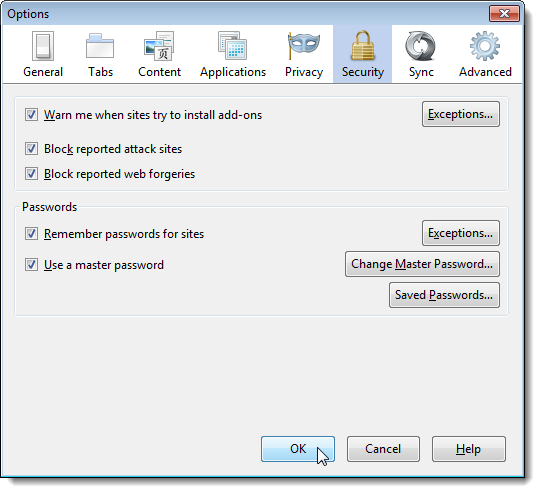 Options
General Tabs Content Applications Privacy Security Sync Advanced
Warn me when sites try to install add-ons Exceptions...
Block reported attack sites
Block reported web forgeries
Passwords
Remember passwords for sites Exceptions...
Use a master password Change Master Password...
Saved Passwords...
OK Cancel Help